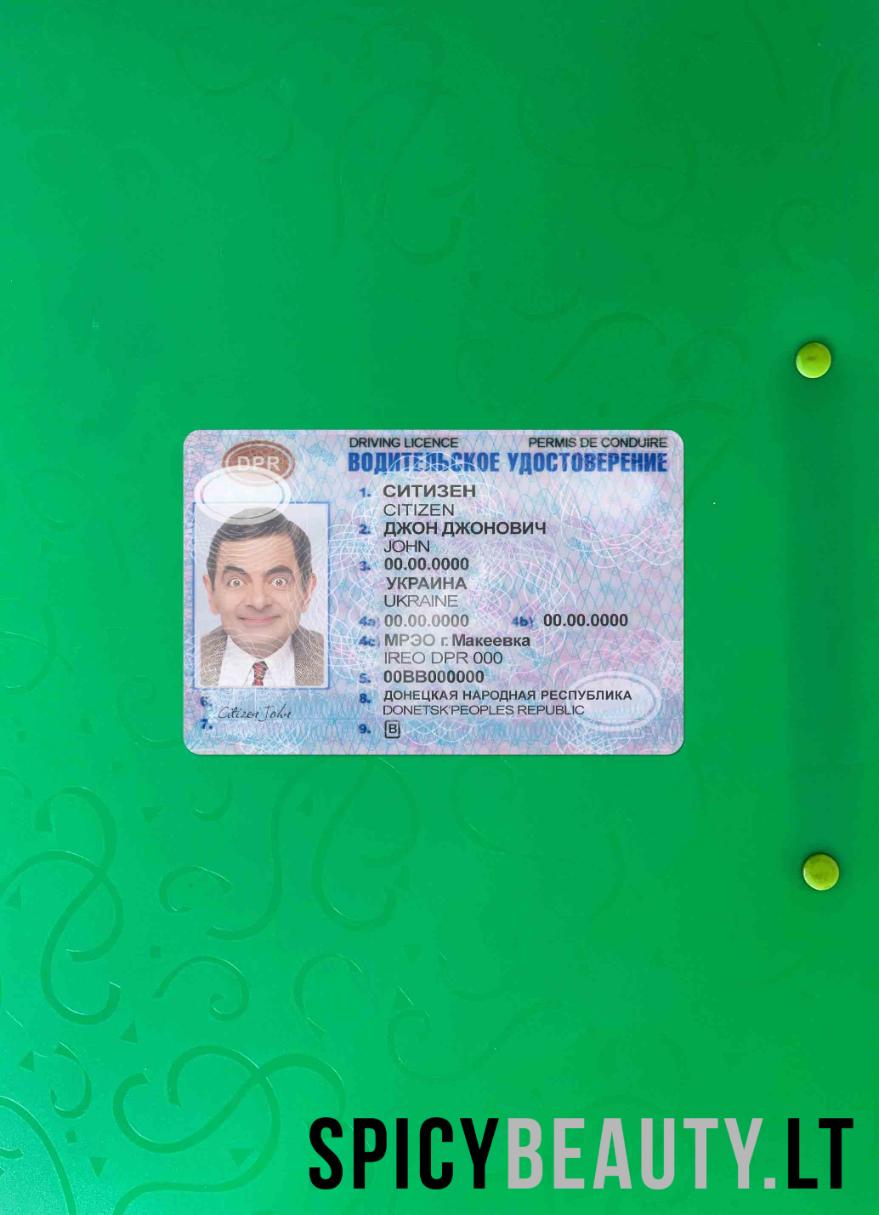 DPR
DRIVING LICENCE PERMIS DE CONDUIRE
ВОДИТЕЛЬСКОЕ УДОСТОВЕРЕНИЕ
1. СИТИЗЕН
CITIZEN
2. ДЖОН ДЖОНОВИЧ
JOHN
3. 00.00.0000
УКРАИНА
UKRAINE
4a) 00.00.0000 4b) 00.00.0000
4c) МРЭО г. Макеевка
IREO DPR 000
5. 00BB000000
6. Citizen John
8. ДОНЕЦКАЯ НАРОДНАЯ РЕСПУБЛИКА
DONETSK'PEOPLES REPUBLIC
7.
9. B
SPICYBEAUTY.LT